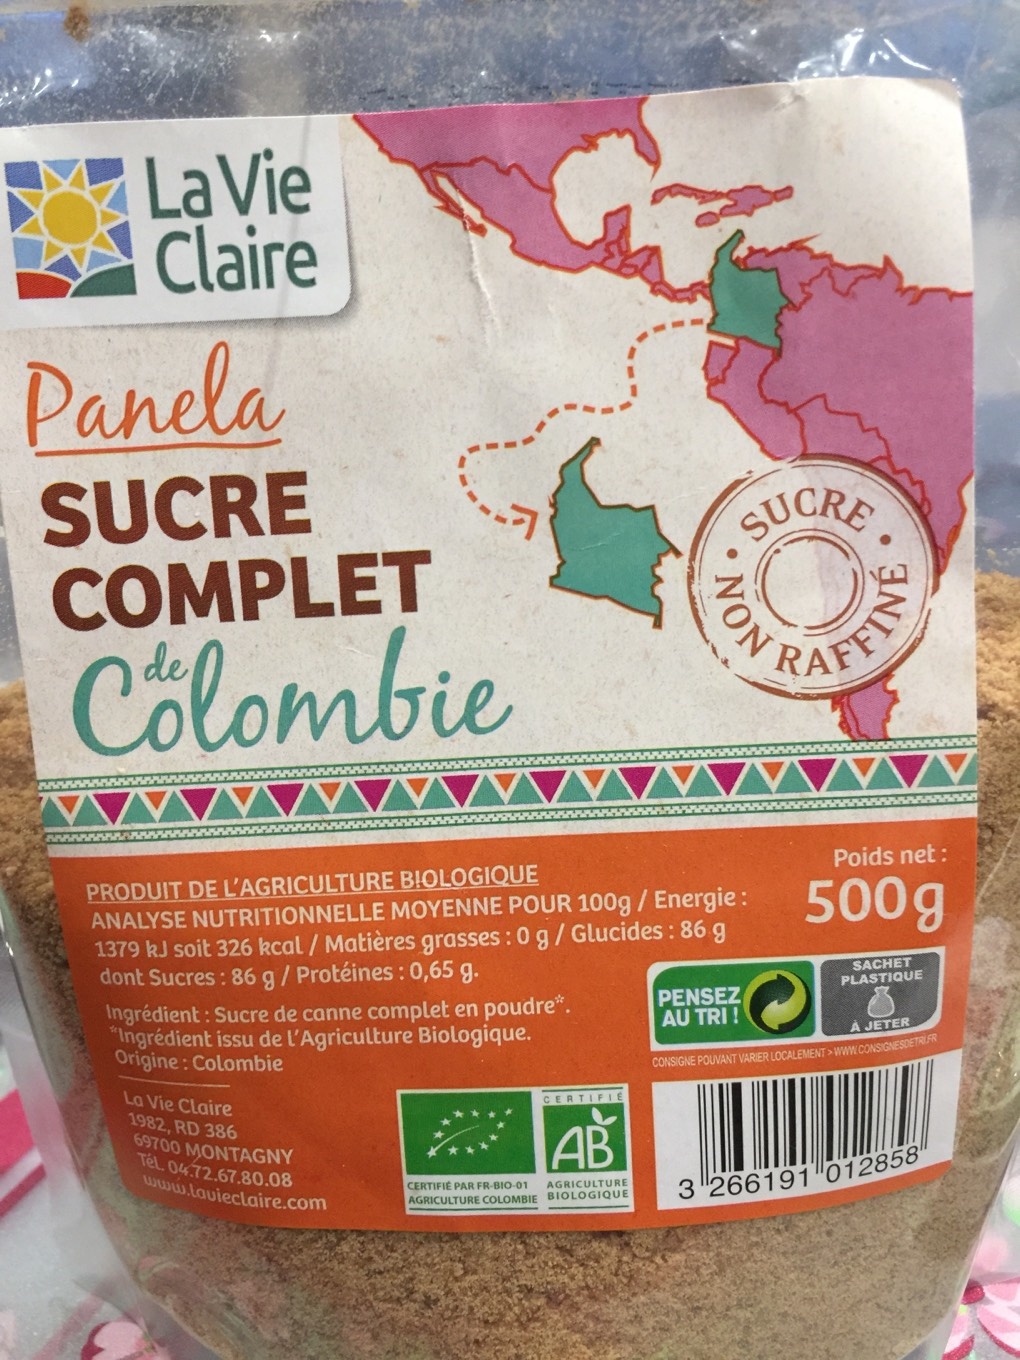 La Vie
Claire
Panela
SUCRE
COMPLET
de
Colombie
SUCRE
NON RAFFINÉ
PRODUIT DE L'AGRICULTURE BIOLOGIQUE
ANALYSE NUTRITIONNELLE MOYENNE POUR 100g / Energie :
1379 kJ soit 326 kcal / Matières grasses : 0 g / Glucides : 86 g
dont Sucres : 86 g / Protéines : 0,65 g.
Ingrédient : Sucre de canne complet en poudre*.
*Ingrédient issu de l'Agriculture Biologique.
Origine : Colombie
La Vie Claire
1982, RD 386
69700 MONTAGNY
Tél. 04.72.67.80.08
www.lavieclaire.com
Poids net :
500g
PENSEZ
AU TRI !
SACHET
PLASTIQUE
À JETER
CONSIGNE POUVANT VARIER LOCALEMENT > WWW.CONSIGNESDETRI.FR
CERTIFIÉ PAR FR-BIO-01
AGRICULTURE COLOMBIE
CERTIFIÉ
AB
AGRICULTURE
BIOLOGIQUE
3 266191 012858